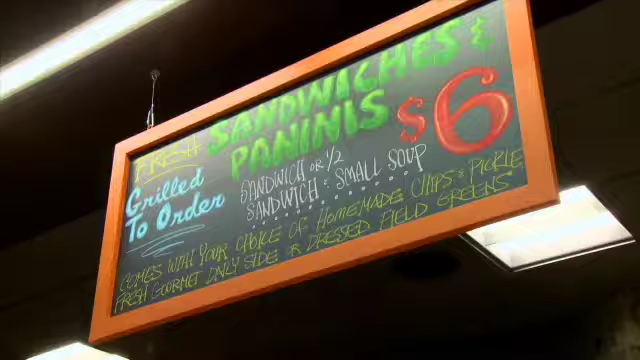 FRESH
SANDWICHES &
PANINIS
$6
Grilled
To Order
SANDWICH OR 1/2
SANDWICH & SMALL SOUP
COMES WITH YOUR CHOICE OF HOMEMADE CHIPS & PICKLE
FRESH GOURMET DAILY SIDE OR DRESSED FIELD GREENS